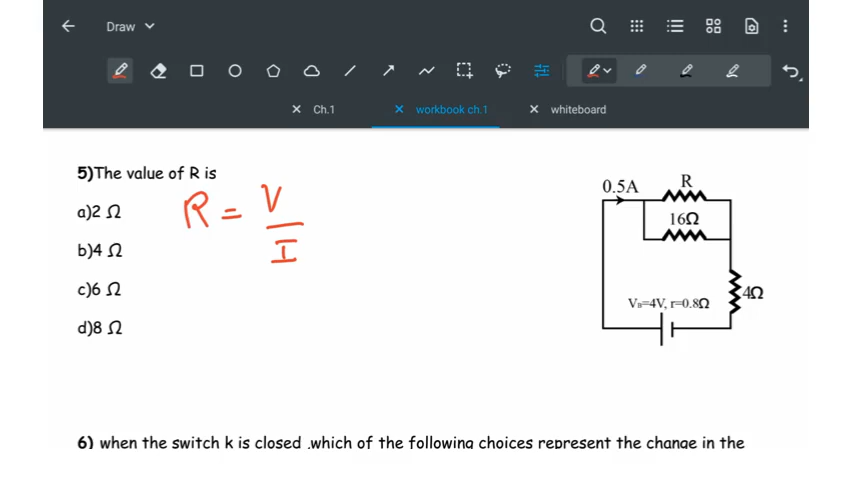 Draw
Ch.1
workbook ch.1
whiteboard
5)The value of R is
a)2 Ω
b)4 Ω
c)6 Ω
d)8 Ω
R = V
I
0.5A
R
16Ω
4Ω
VB=4V, r=0.8Ω
6) when the switch k is closed ,which of the following choices represent the change in the